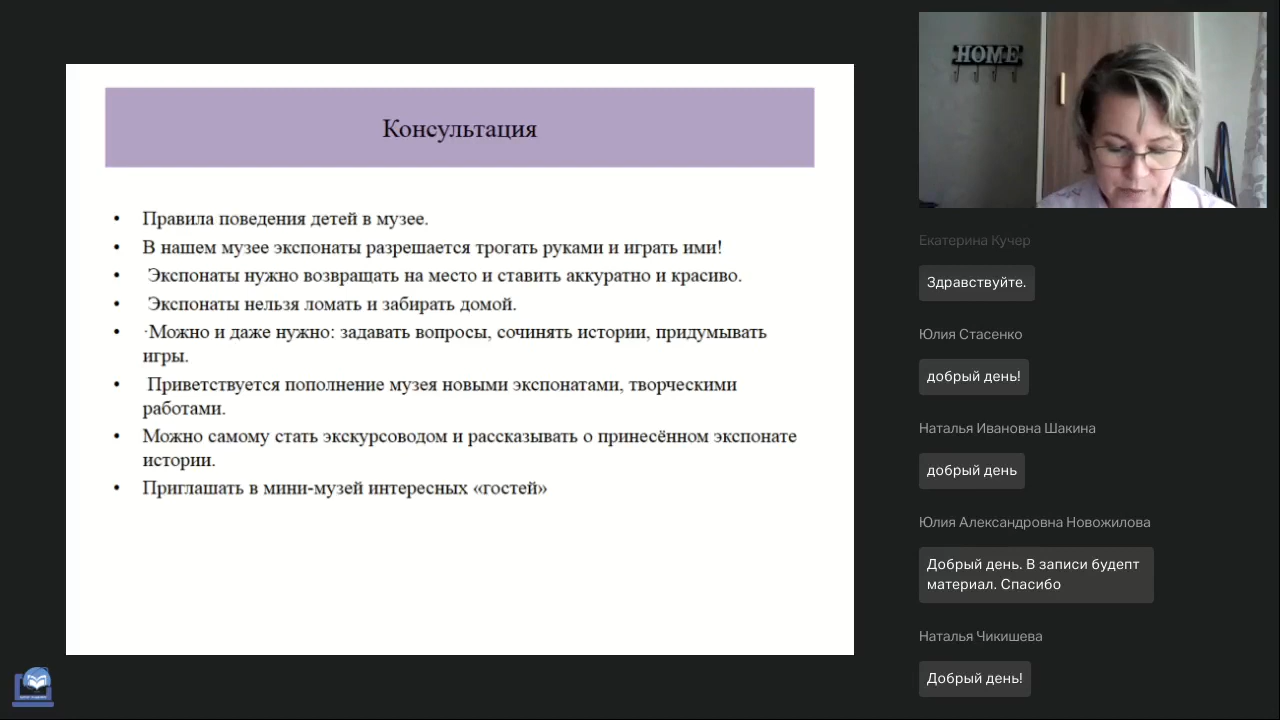 Консультация
• Правила поведения детей в музее.
• В нашем музее экспонаты разрешается трогать руками и играть ими!
• Экспонаты нужно возвращать на место и ставить аккуратно и красиво.
• Экспонаты нельзя ломать и забирать домой.
• ·Можно и даже нужно: задавать вопросы, сочинять истории, придумывать
игры.
• Приветствуется пополнение музея новыми экспонатами, творческими
работами.
• Можно самому стать экскурсоводом и рассказывать о принесённом экспонате
истории.
• Приглашать в мини-музей интересных «гостей»
HOME
Екатерина Кучер
Здравствуйте.
Юлия Стасенко
добрый день!
Наталья Ивановна Шакина
добрый день
Юлия Александровна Новожилова
Добрый день. В записи будепт
материал. Спасибо
Наталья Чикишева
Добрый день!